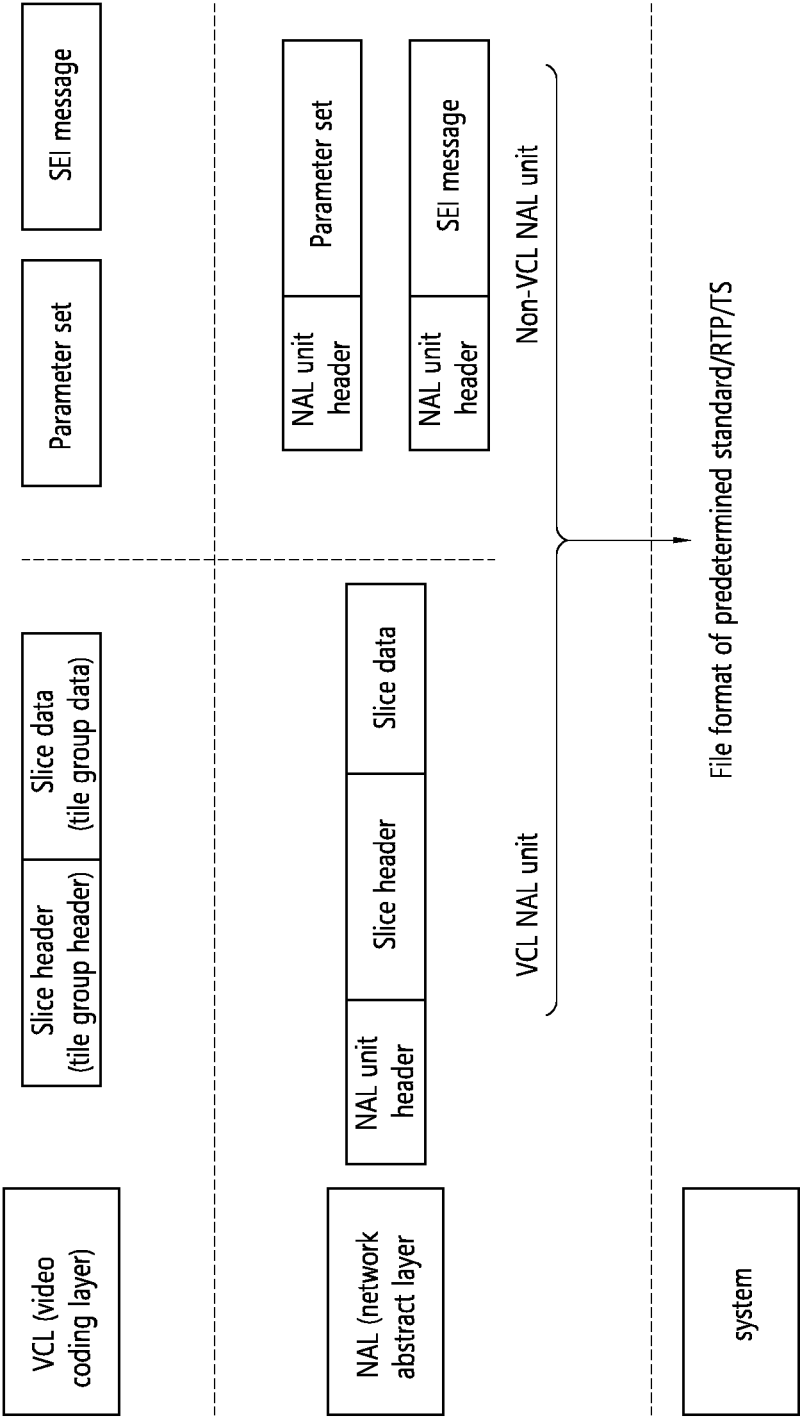 VCL (video
coding layer)
Slice header
(tile group header)
Slice data
(tile group data)
Parameter set
SEI message
NAL (network
abstract layer
NAL unit
header
Slice header
Slice data
NAL unit
header
Parameter set
NAL unit
header
SEI message
VCL NAL unit
Non-VCL NAL unit
system
File format of predetermined standard/RTP/TS